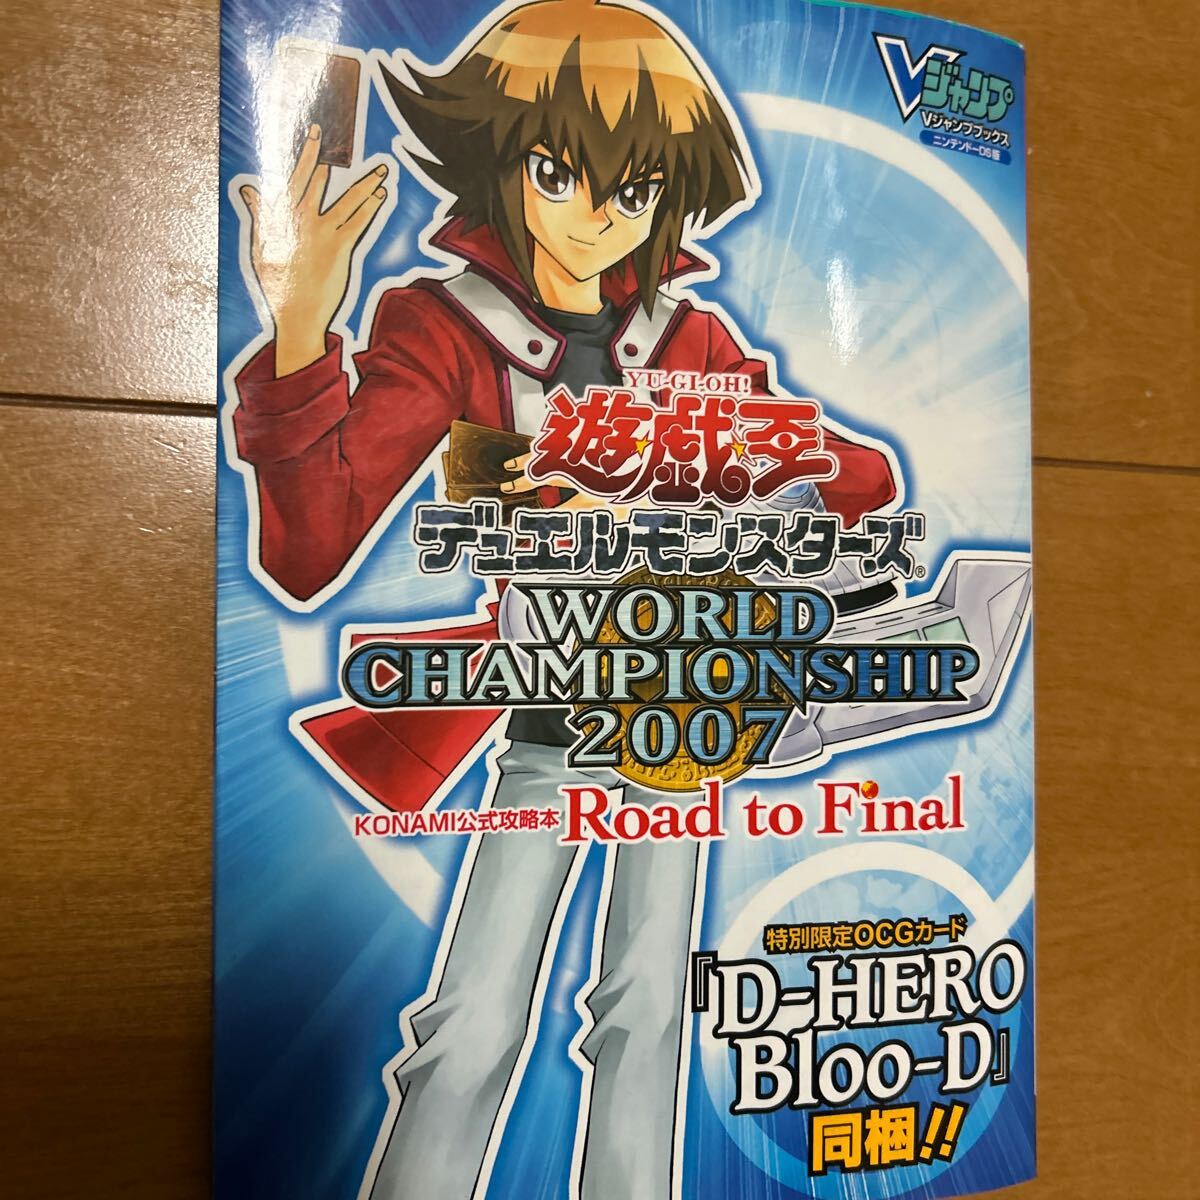 Vジャンプ
Vジャンプブックス
ニンテンドーDS版
YU-GI-OH!
遊☆戯☆王
デュエルモンスターズ®
WORLD
CHAMPIONSHIP
2007
KONAMI公式攻略本 Road to Final
特別限定OCGカード
『D-HERO
Bloo-D』
同梱!!